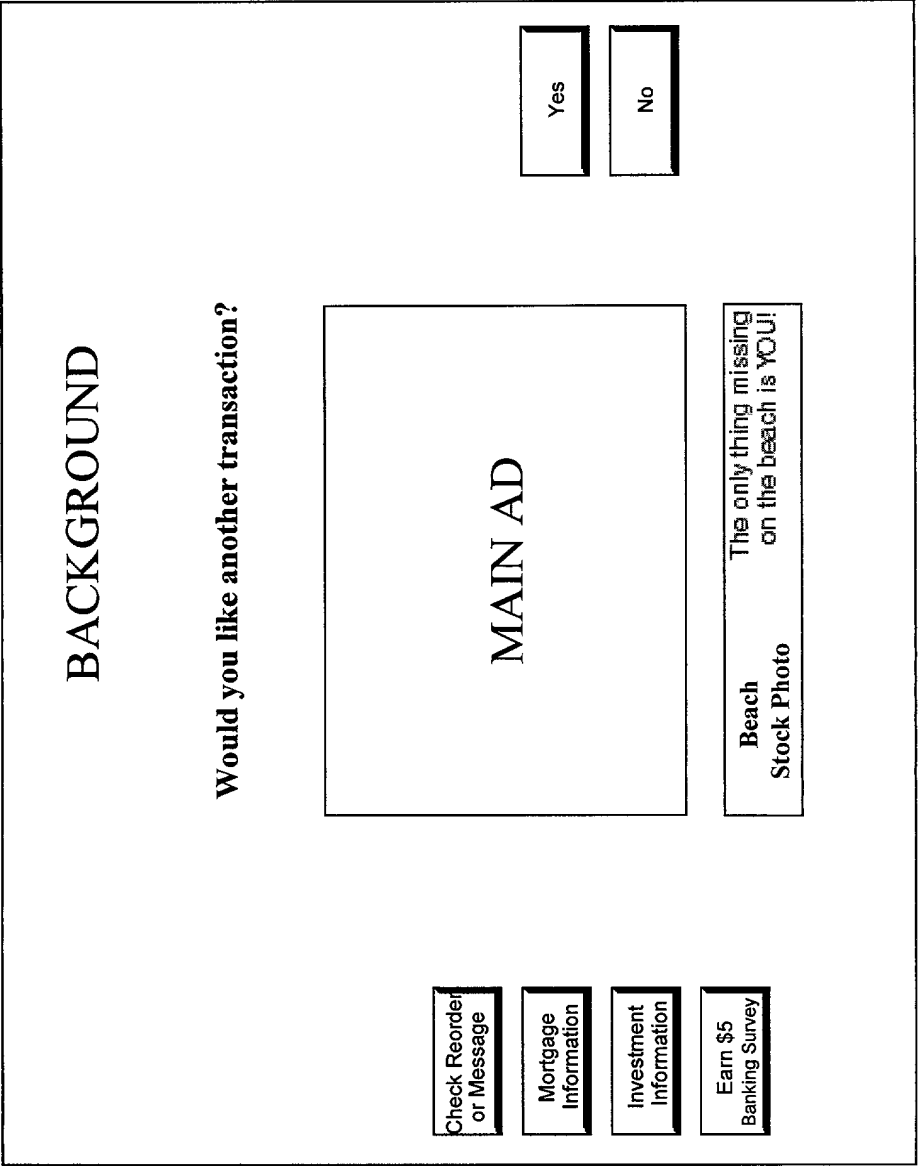 BACKGROUND
Would you like another transaction?
Check Reorder
or Message
Mortgage
Information
Investment
Information
Earn $5
Banking Survey
MAIN AD
Beach
Stock Photo
The only thing missing
on the beach is YOU!
Yes
No